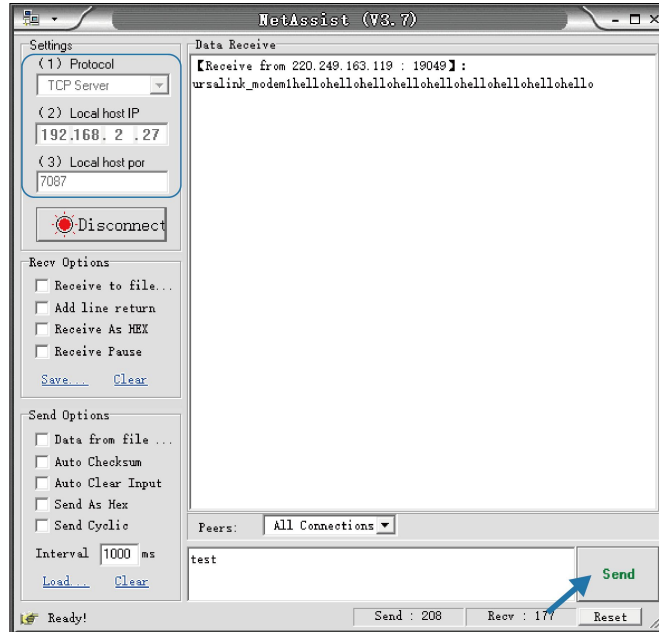 NetAssist (V3.7)
Settings
(1) Protocol
TCP Server
(2) Local host IP
192.168. 2 .27
(3) Local host por
7087
Disconnect
Recv Options
Receive to file...
Add line return
Receive As HEX
Receive Pause
Save... Clear
Send Options
Data from file ...
Auto Checksum
Auto Clear Input
Send As Hex
Send Cyclic
Interval 1000 ms
Load... Clear
Data Receive
【Receive from 220.249.163.119 : 19049】:
ursalink_modem1hellohellohellohellohellohellohellohellohello
Peers: All Connections
test
Send
Ready!
Send : 208 Recv : 177 Reset